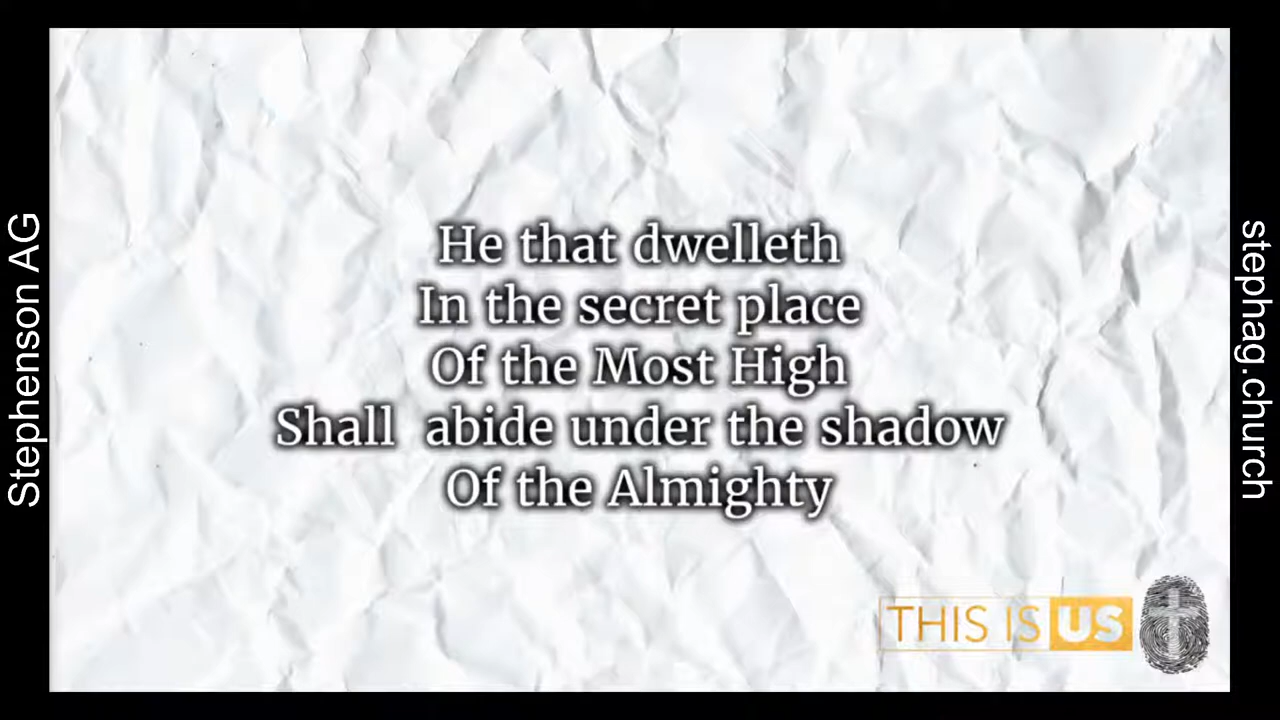 Stephenson AG
He that dwelleth
In the secret place
Of the Most High
Shall  abide under the shadow
Of the Almighty
THIS IS US
stephag.church